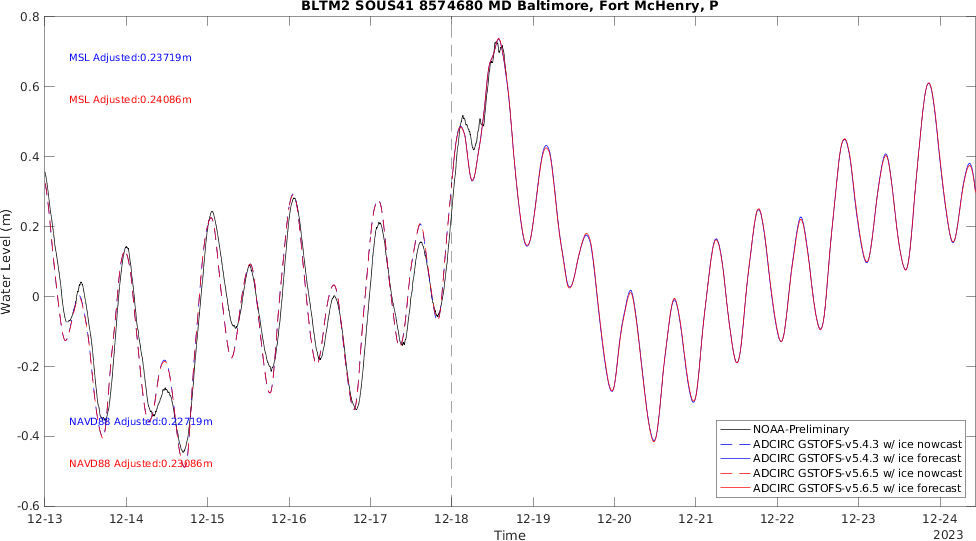 BLTM2 SOUS41 8574680 MD Baltimore, Fort McHenry, P
0.8
0.6
0.4
0.2
0
-0.2
-0.4
-0.6
Water Level (m)
MSL Adjusted:0.23719m
MSL Adjusted:0.24086m
NAVD88 Adjusted:0.22719m
NAVD88 Adjusted:0.23086m
NOAA-Preliminary
ADCIRC GSTOFS-v5.4.3 w/ ice nowcast
ADCIRC GSTOFS-v5.4.3 w/ ice forecast
ADCIRC GSTOFS-v5.6.5 w/ ice nowcast
ADCIRC GSTOFS-v5.6.5 w/ ice forecast
12-13 12-14 12-15 12-16 12-17 12-18 12-19 12-20 12-21 12-22 12-23 12-24
Time
2023